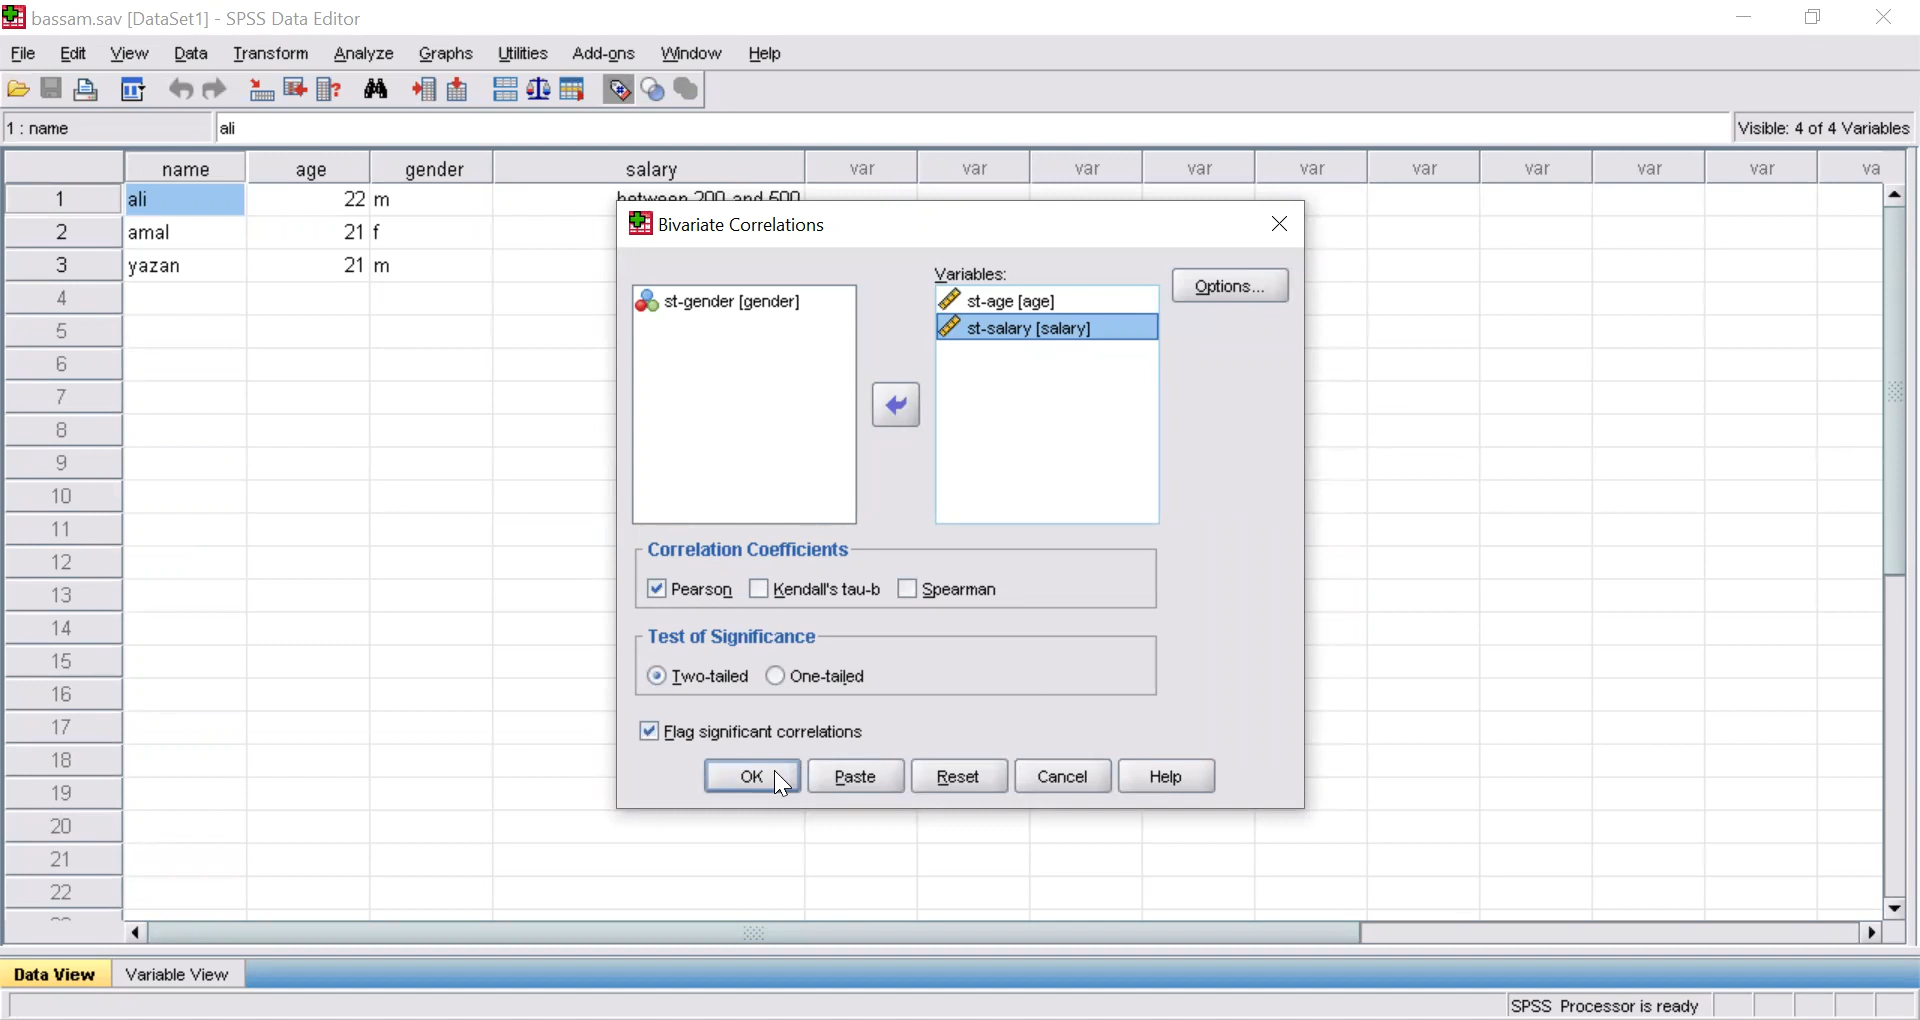 bassam.sav [DataSet1] - SPSS Data Editor
File Edit View Data Transform Analyze Graphs Utilities Add-ons Window Help
1 : name ali Visible: 4 of 4 Variables
name age gender salary var var var var var var var var var va
1 ali 22 m between 200 and 500
2 amal 21 f
3 yazan 21 m
4
5
6
7
8
9
10
11
12
13
14
15
16
17
18
19
20
21
22
Bivariate Correlations
Variables:
st-gender [gender] st-age [age] Options...
st-salary [salary]
Correlation Coefficients
Pearson Kendall's tau-b Spearman
Test of Significance
Two-tailed One-tailed
Flag significant correlations
OK Paste Reset Cancel Help
Data View Variable View
SPSS Processor is ready